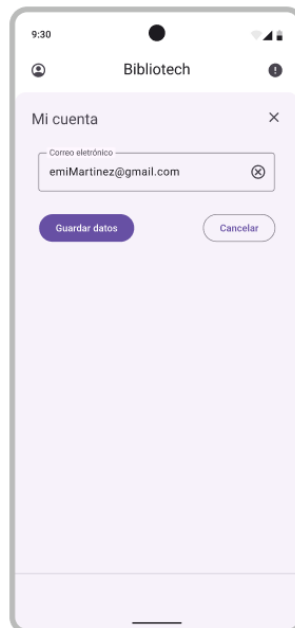 9:30
Bibliotech
Mi cuenta
Correo eletrónico
emiMartinez@gmail.com
Guardar datos
Cancelar